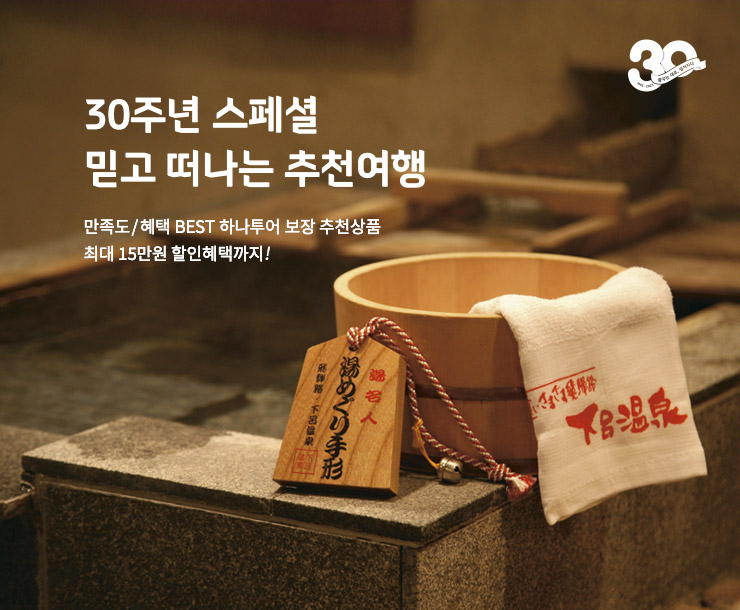 30
30주년 스페셜
믿고 떠나는 추천여행
만족도/혜택 BEST 하나투어 보장 추천상품
최대 15만원 할인혜택까지!
湯名人
湯めぐり手形
飛騨路・下呂温泉
下呂温泉